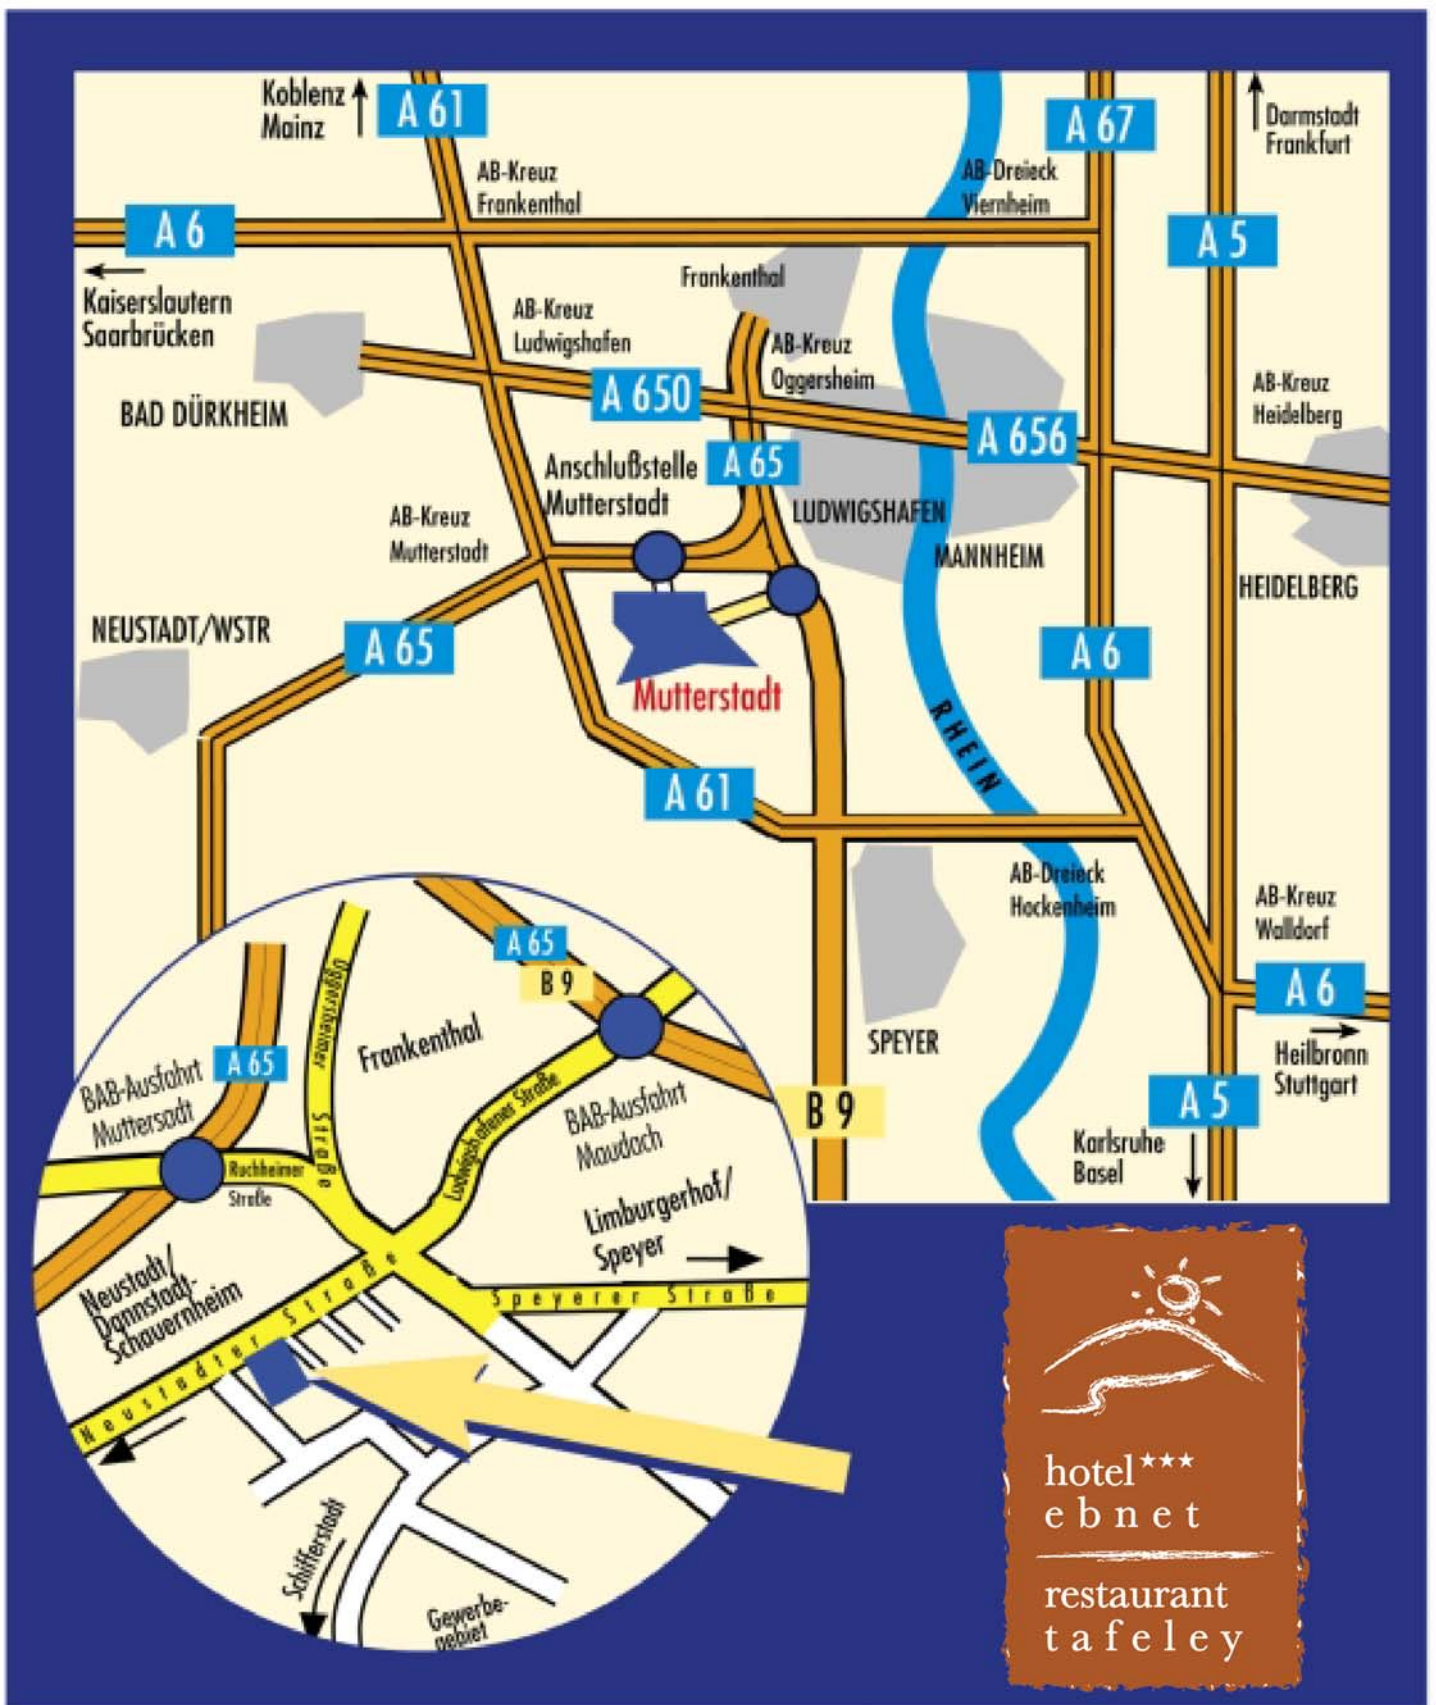 Koblenz
Mainz
A 61
A 67
Darmstadt
Frankfurt
AB-Kreuz
Frankenthal
AB-Dreieck
Viernheim
A 6
A 5
Kaiserslautern
Saarbrücken
Frankenthal
AB-Kreuz
Ludwigshafen
AB-Kreuz
Oggersheim
A 650
AB-Kreuz
Heidelberg
BAD DÜRKHEIM
A 656
Anschlußstelle
Mutterstadt
A 65
LUDWIGSHAFEN
AB-Kreuz
Mutterstadt
MANNHEIM
HEIDELBERG
NEUSTADT/WSTR
A 65
A 6
Mutterstadt
RHEIN
A 61
AB-Dreieck
Hockenheim
AB-Kreuz
Walldorf
A 6
SPEYER
Heilbronn
Stuttgart
B 9
A 5
Karlsruhe
Basel
A 65
B 9
Oggersheimer Straße
Frankenthal
A 65
BAB-Ausfahrt
Muttersadt
Ludwigshafener Straße
BAB-Ausfahrt
Maudach
Ruchheimer
Straße
Limburgerhof/
Speyer
Neustadt/
Dannstadt-
Schauernheim
Speyerer Straße
Neustadter Straße
Schifferstadt
Gewerbe-
gebiet
hotel***
ebnet
restaurant
tafeley